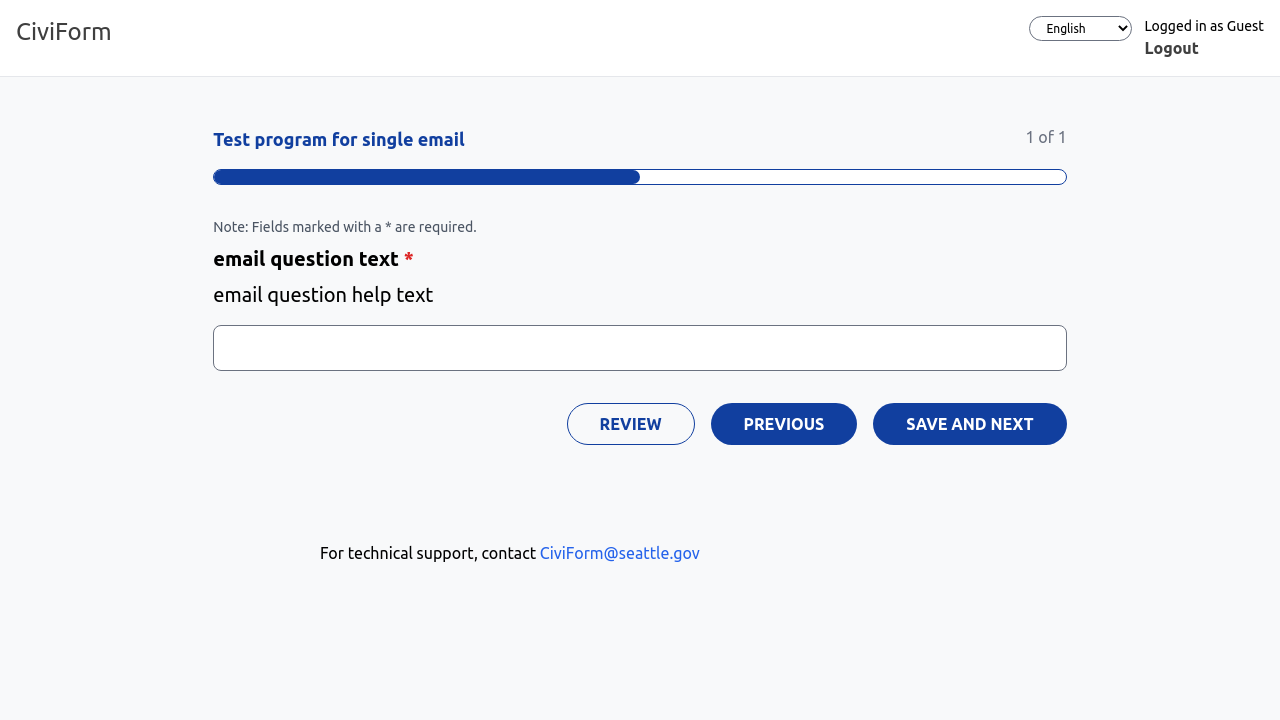 CiviForm
English
Logged in as Guest
Logout
Test program for single email
1 of 1
Note: Fields marked with a * are required.
email question text *
email question help text
REVIEW
PREVIOUS
SAVE AND NEXT
For technical support, contact CiviForm@seattle.gov